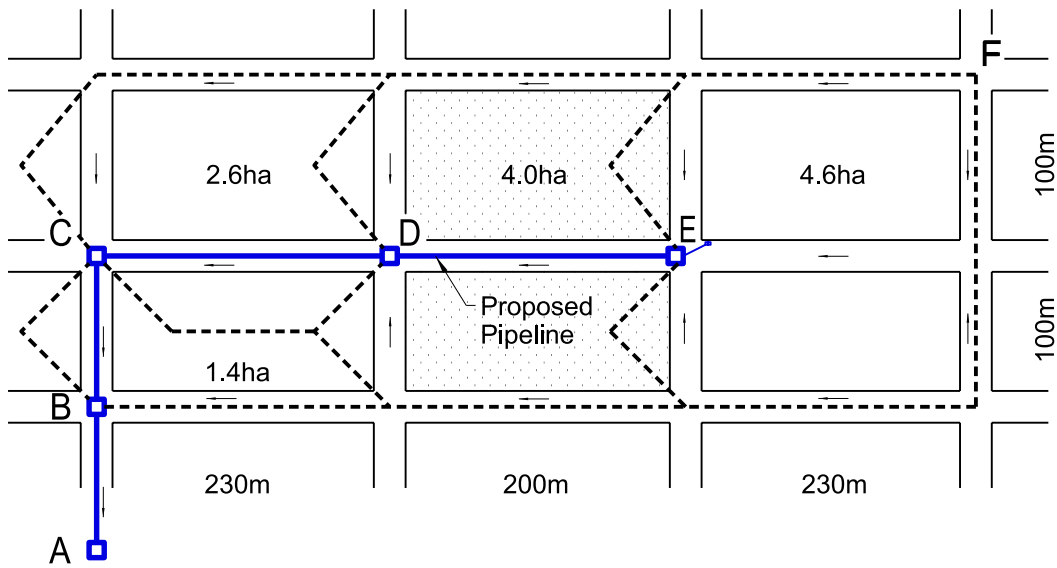 F
2.6ha
4.0ha
4.6ha
100m
C
D
E
Proposed
Pipeline
1.4ha
100m
B
230m
200m
230m
A